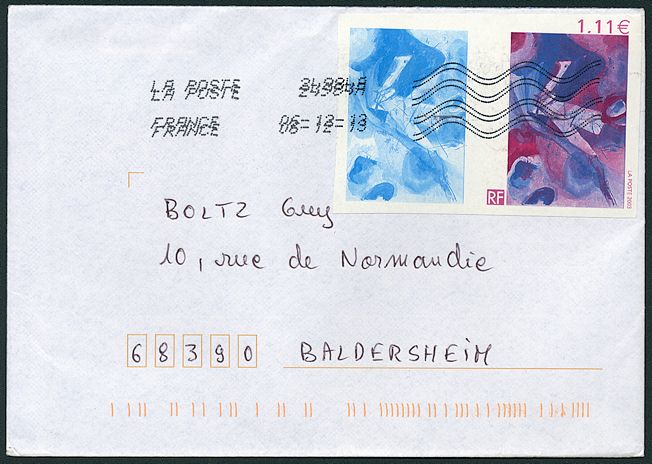 1,11€
LA POSTE
FRANCE 06-12-13
RF
LA POSTE 2003
BOLTZ Guy
10, rue de Normandie
68390 BALDERSHEIM